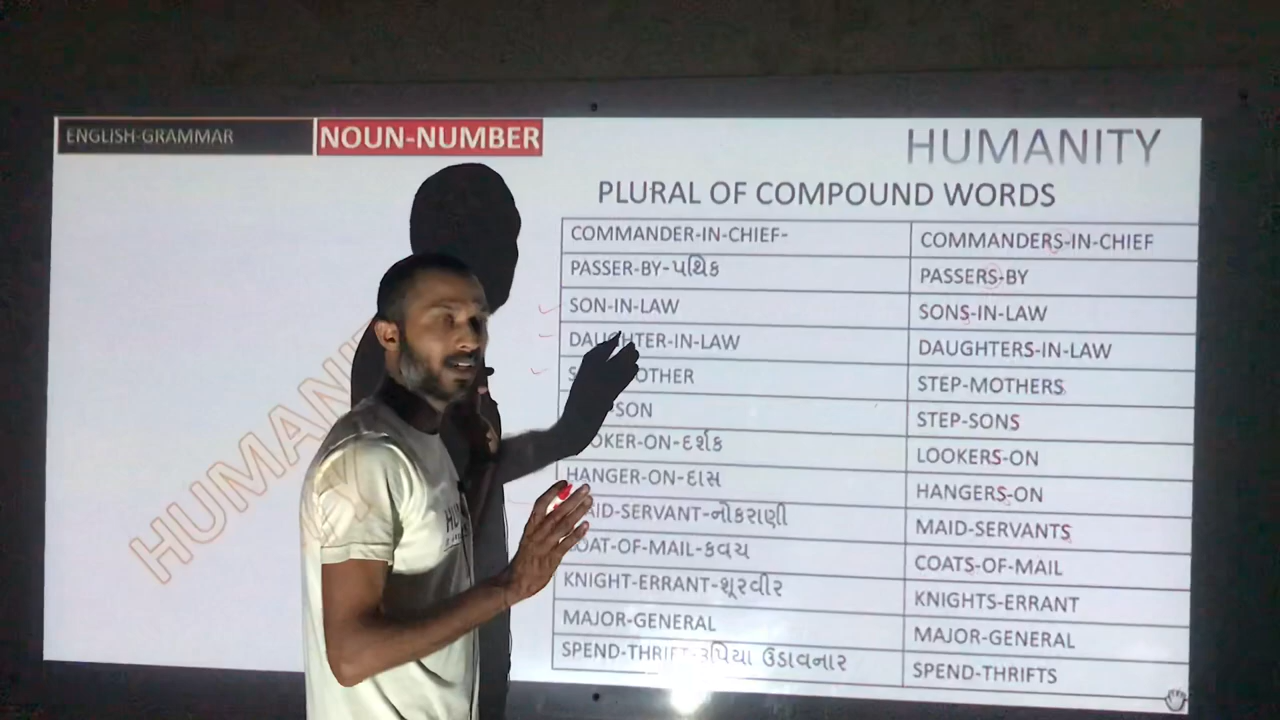 ENGLISH-GRAMMAR NOUN-NUMBER HUMANITY
PLURAL OF COMPOUND WORDS
COMMANDER-IN-CHIEF- COMMANDERS-IN-CHIEF
PASSER-BY-પથિક PASSERS-BY
SON-IN-LAW SONS-IN-LAW
DAUGHTER-IN-LAW DAUGHTERS-IN-LAW
OTHER STEP-MOTHERS
SON STEP-SONS
OKER-ON-દર્શક LOOKERS-ON
HANGER-ON-દાસ HANGERS-ON
AID-SERVANT-નોકરાણી MAID-SERVANTS
OAT-OF-MAIL-કવચ COATS-OF-MAIL
KNIGHT-ERRANT-શૂરવીર KNIGHTS-ERRANT
MAJOR-GENERAL MAJOR-GENERAL
SPEND-THRIFT-રૂપિયા ઉડાવનાર SPEND-THRIFTS